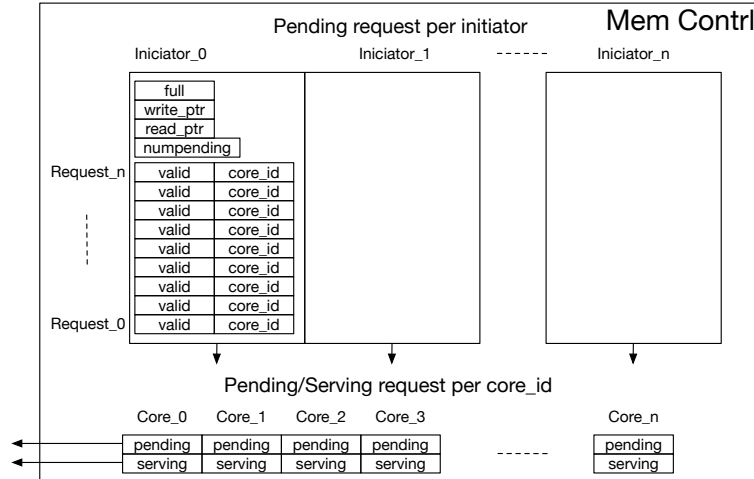 Mem Contrl
Pending request per initiator
Iniciator_0 Iniciator_1 Iniciator_n
full
write_ptr
read_ptr
numpending
Request_n valid core_id
valid core_id
valid core_id
valid core_id
valid core_id
valid core_id
valid core_id
valid core_id
Request_0 valid core_id
Pending/Serving request per core_id
Core_0 Core_1 Core_2 Core_3 Core_n
pending pending pending pending pending
serving serving serving serving serving